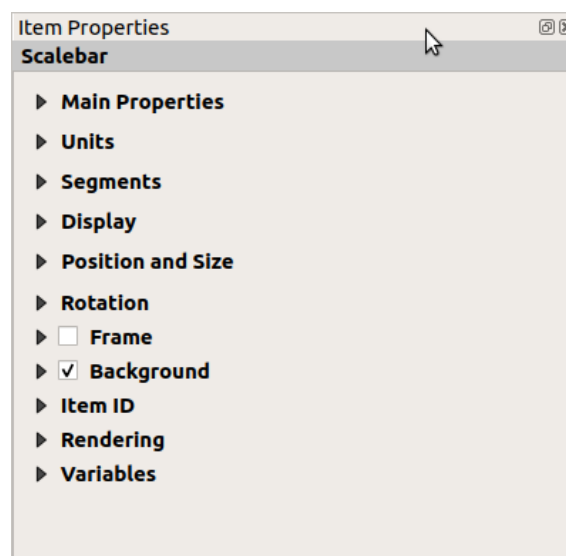 Item Properties
Scalebar
Main Properties
Units
Segments
Display
Position and Size
Rotation
Frame
Background
Item ID
Rendering
Variables